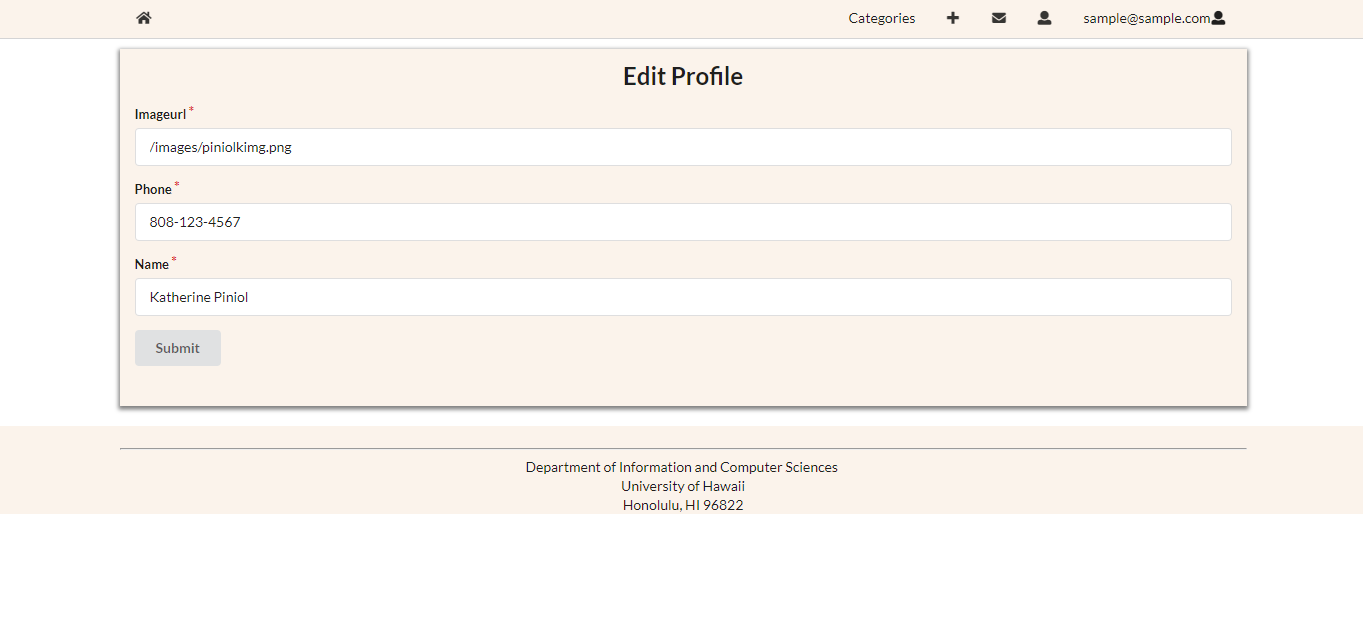 Categories sample@sample.com
Edit Profile
Imageurl *
/images/piniolkimg.png
Phone *
808-123-4567
Name *
Katherine Piniol
Submit
Department of Information and Computer Sciences
University of Hawaii
Honolulu, HI 96822